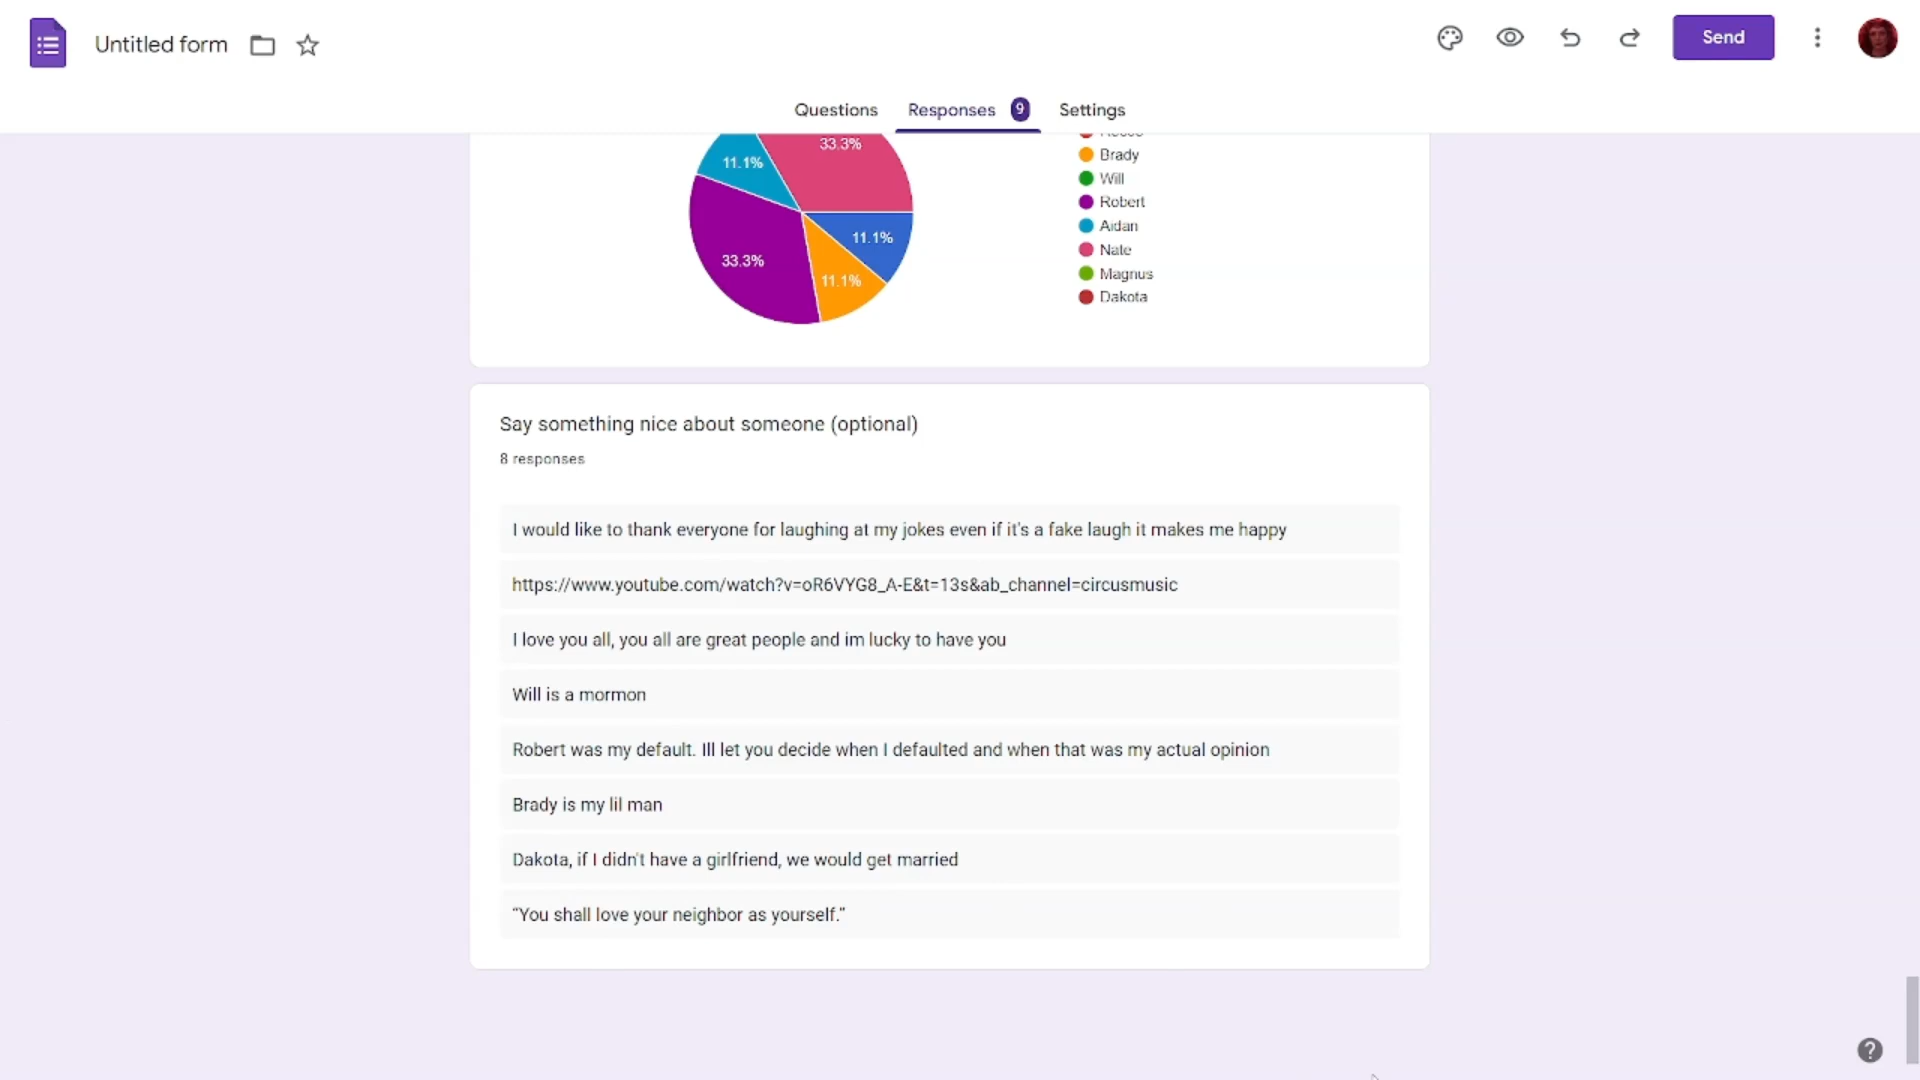 Untitled form
Send
Questions
Responses 9
Settings
33.3%
11.1%
11.1%
33.3%
11.1%
Brady
Will
Robert
Aidan
Nate
Magnus
Dakota
Say something nice about someone (optional)
8 responses
I would like to thank everyone for laughing at my jokes even if it's a fake laugh it makes me happy
https://www.youtube.com/watch?v=oR6VYG8_A-E&t=13s&ab_channel=circusmusic
I love you all, you all are great people and im lucky to have you
Will is a mormon
Robert was my default. Ill let you decide when I defaulted and when that was my actual opinion
Brady is my lil man
Dakota, if I didn't have a girlfriend, we would get married
“You shall love your neighbor as yourself.”